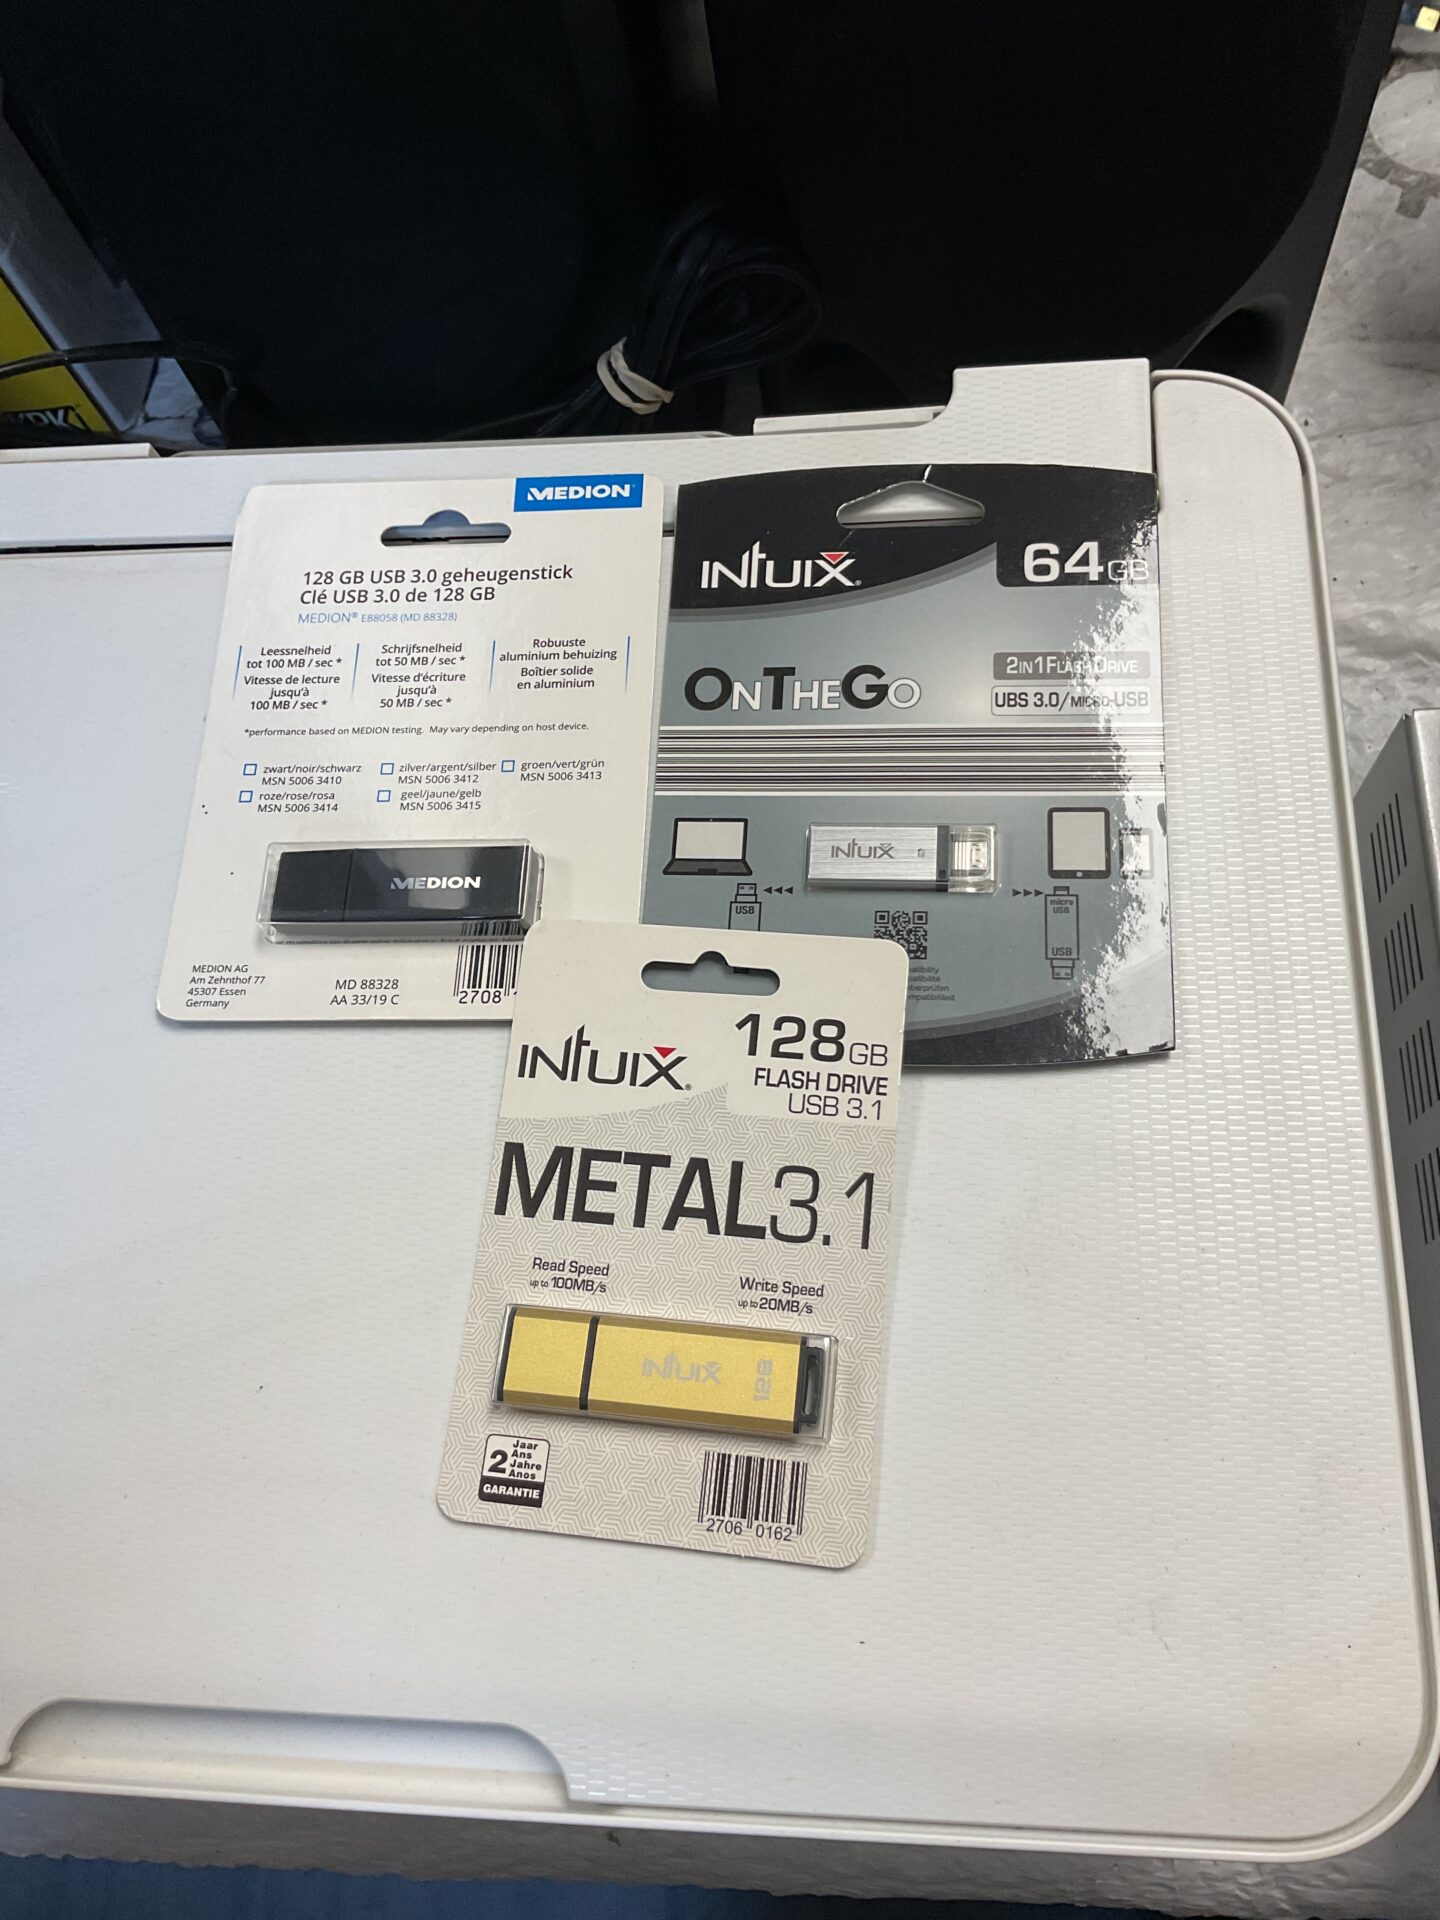 MEDION
128 GB USB 3.0 geheugenstick
Clé USB 3.0 de 128 GB
MEDION® E88058 (MD 88328)
Leessnelheid
tot 100 MB / sec *
Vitesse de lecture
jusqu'à
100 MB / sec *
Schrijfsnelheid
tot 50 MB / sec *
Vitesse d'écriture
jusqu'à
50 MB / sec *
Robuuste
aluminium behuizing
Boîtier solide
en aluminium
*performance based on MEDION testing. May vary depending on host device.
zwart/noir/schwarz
MSN 5006 3410
zilver/argent/silber
MSN 5006 3412
groen/vert/grün
MSN 5006 3413
roze/rose/rosa
MSN 5006 3414
geel/jaune/gelb
MSN 5006 3415
MEDION
MEDION AG
Am Zehnthof 77
45307 Essen
Germany
MD 88328
AA 33/19 C
2708
INTUIX®
64GB
ONTHEGO
2IN1FLASHDRIVE
UBS 3.0/MICRO-USB
INTUIX
USB
micro
USB
USB
INTUIX®
128GB
FLASH DRIVE
USB 3.1
METAL3.1
Read Speed
up to 100MB/s
Write Speed
up to 20MB/s
INTUIX 128
2 Jaar
Ans
Jahre
Anos
GARANTIE
2706 0162